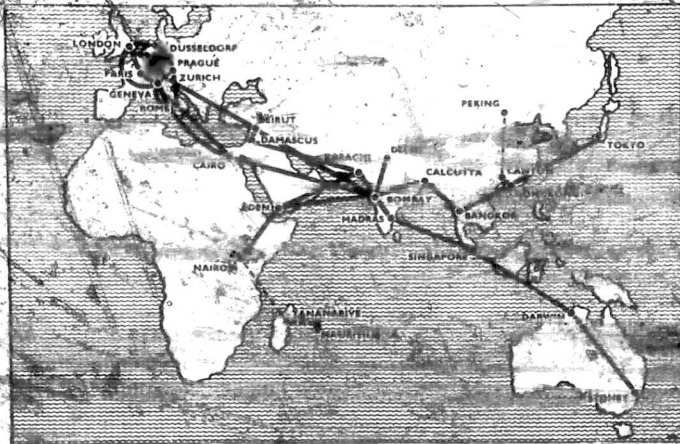 LONDON
DUSSELDORF
PRAGUE
PARIS
ZURICH
GENEVA
ROME
BEIRUT
DAMASCUS
CAIRO
PEKING
TOKYO
KARACHI
CALCUTTA
CANTON
BOMBAY
ADEN
MADRAS
BANGKOK
SINGAPORE
NAIROBI
TANANARIVE
MAURITIUS
DARWIN
SYDNEY